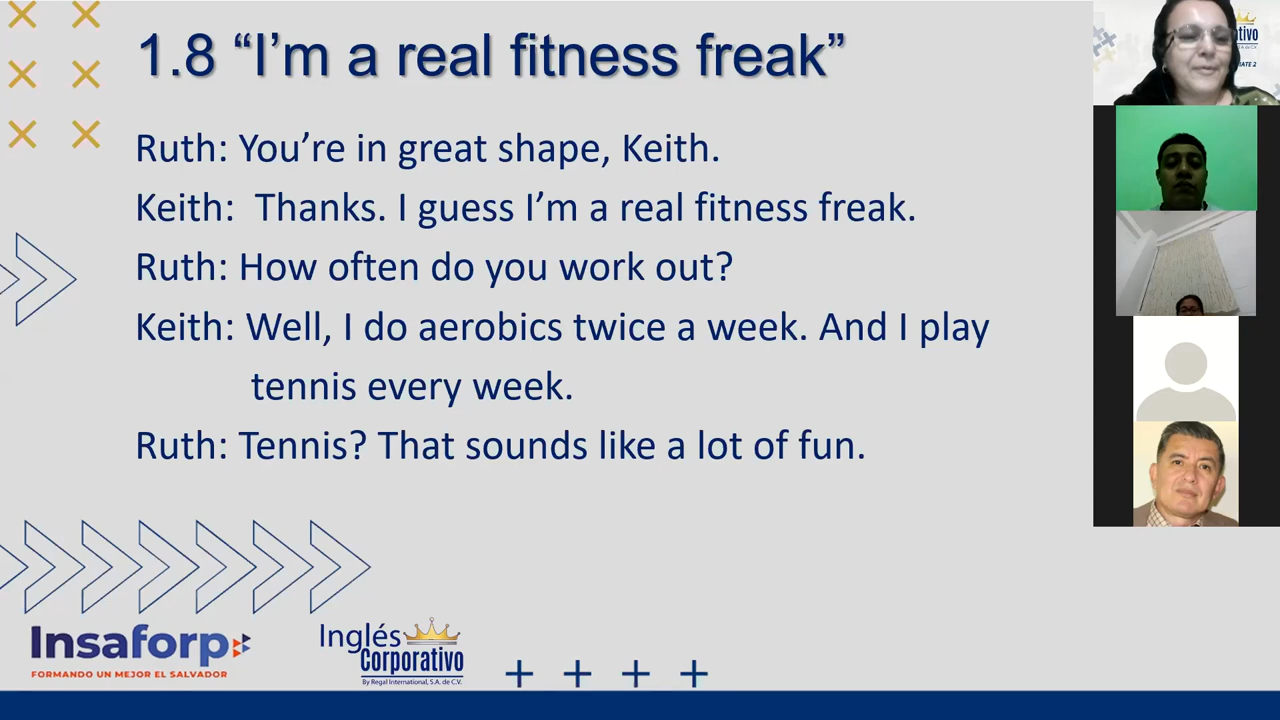 1.8 “I’m a real fitness freak”
Ruth: You’re in great shape, Keith.
Keith:  Thanks. I guess I’m a real fitness freak.
Ruth: How often do you work out?
Keith: Well, I do aerobics twice a week. And I play
tennis every week.
Ruth: Tennis? That sounds like a lot of fun.
Insaforp
FORMANDO UN MEJOR EL SALVADOR
Inglés
Corporativo
By Regal International, S.A. de C.V.